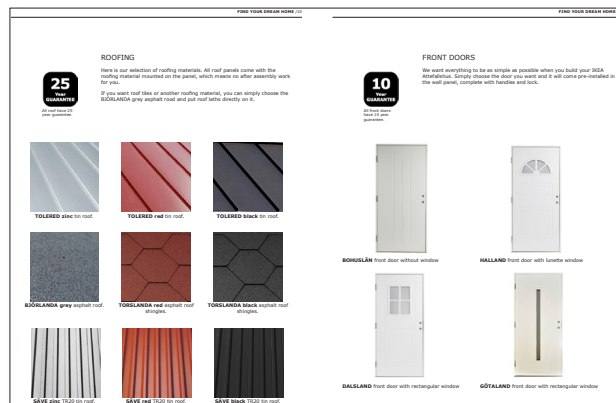 FIND YOUR DREAM HOME /10
ROOFING
Here is our selection of roofing materials. All roof panels come with the
roofing material mounted on the panel, which means no after assembly work
for you.
If you want roof tiles or another roofing material, you can simply choose the
BJÖRLANDA grey asphalt rood and put roof laths directly on it.
25
Year
GUARANTEE
All roof have 25
year guarantee.
TOLERED zinc tin roof.
TOLERED red tin roof.
TOLERED black tin roof.
BJÖRLANDA grey asphalt roof.
TORSLANDA red asphalt roof
shingles.
TORSLANDA black asphalt roof
shingles.
SÄVE zinc TR20 tin roof.
SÄVE red TR20 tin roof.
SÄVE black TR20 tin roof.
FIND YOUR DREAM HOME
FRONT DOORS
We want everything to be as simple as possible when you build your IKEA
Attefallshus. Simply choose the door you want and it will come pre-installed in
the wall panel, complete with handles and lock.
10
Year
GUARANTEE
All front doors
have 10 year
guarantee.
BOHUSLÄN front door without window
HALLAND front door with lunette window
DALSLAND front door with rectangular window
GÖTALAND front door with rectangular window